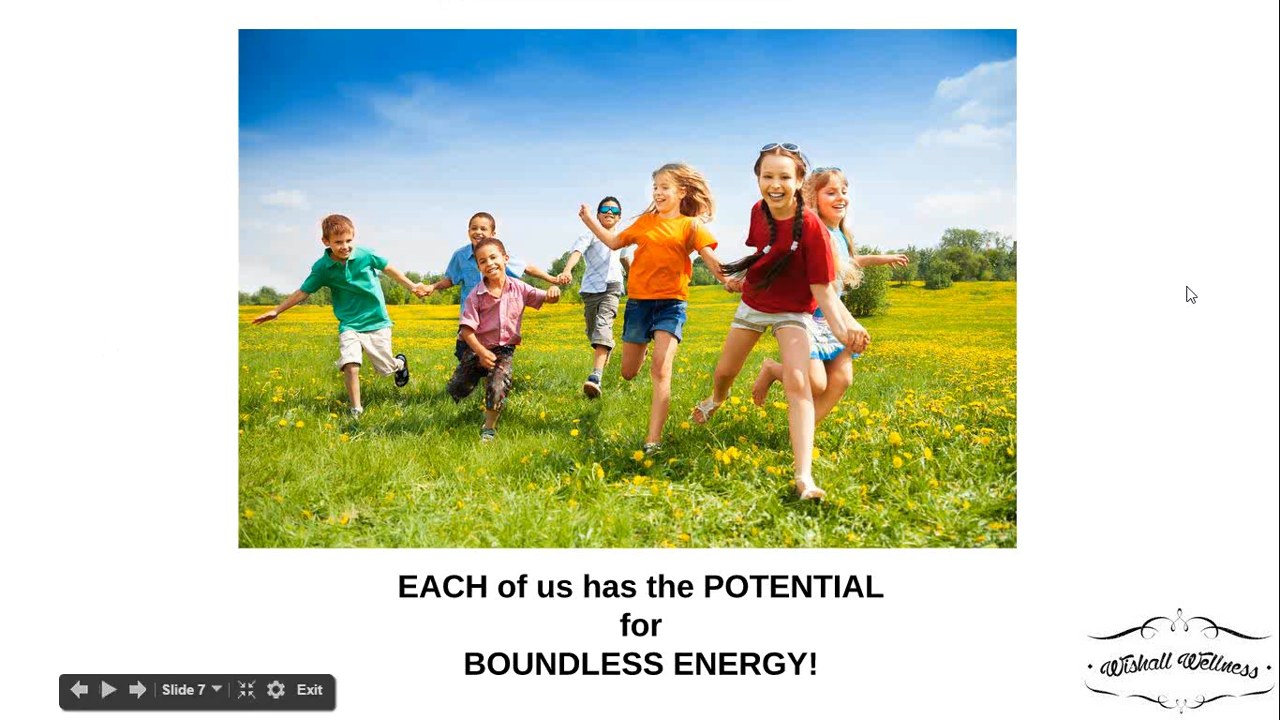 EACH of us has the POTENTIAL
for
BOUNDLESS ENERGY!
Wishall Wellness
Slide 7
Exit